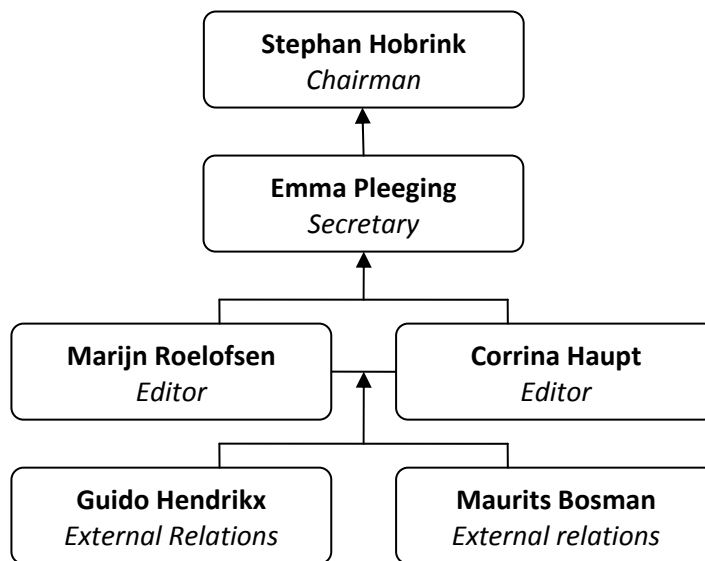 Stephan Hobrink
Chairman
Emma Pleeging
Secretary
Marijn Roelofsen
Editor
Corrina Haupt
Editor
Guido Hendrikx
External Relations
Maurits Bosman
External relations